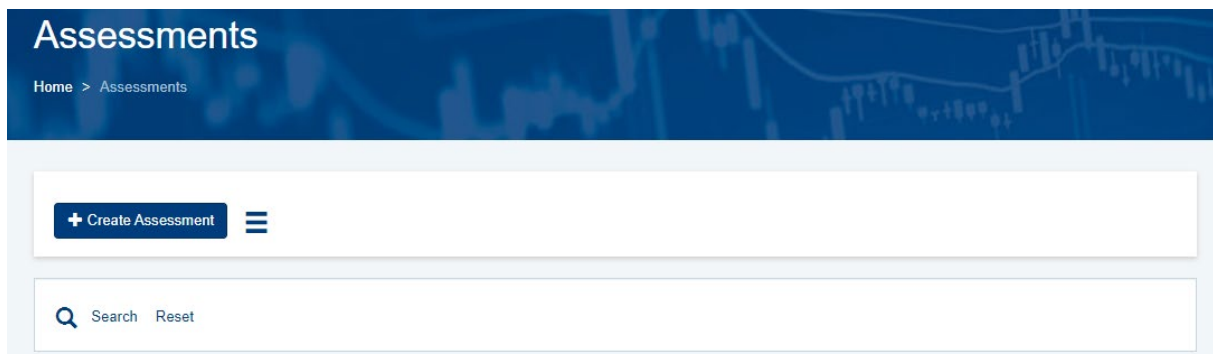 Assessments
Home > Assessments
Create Assessment
Search Reset